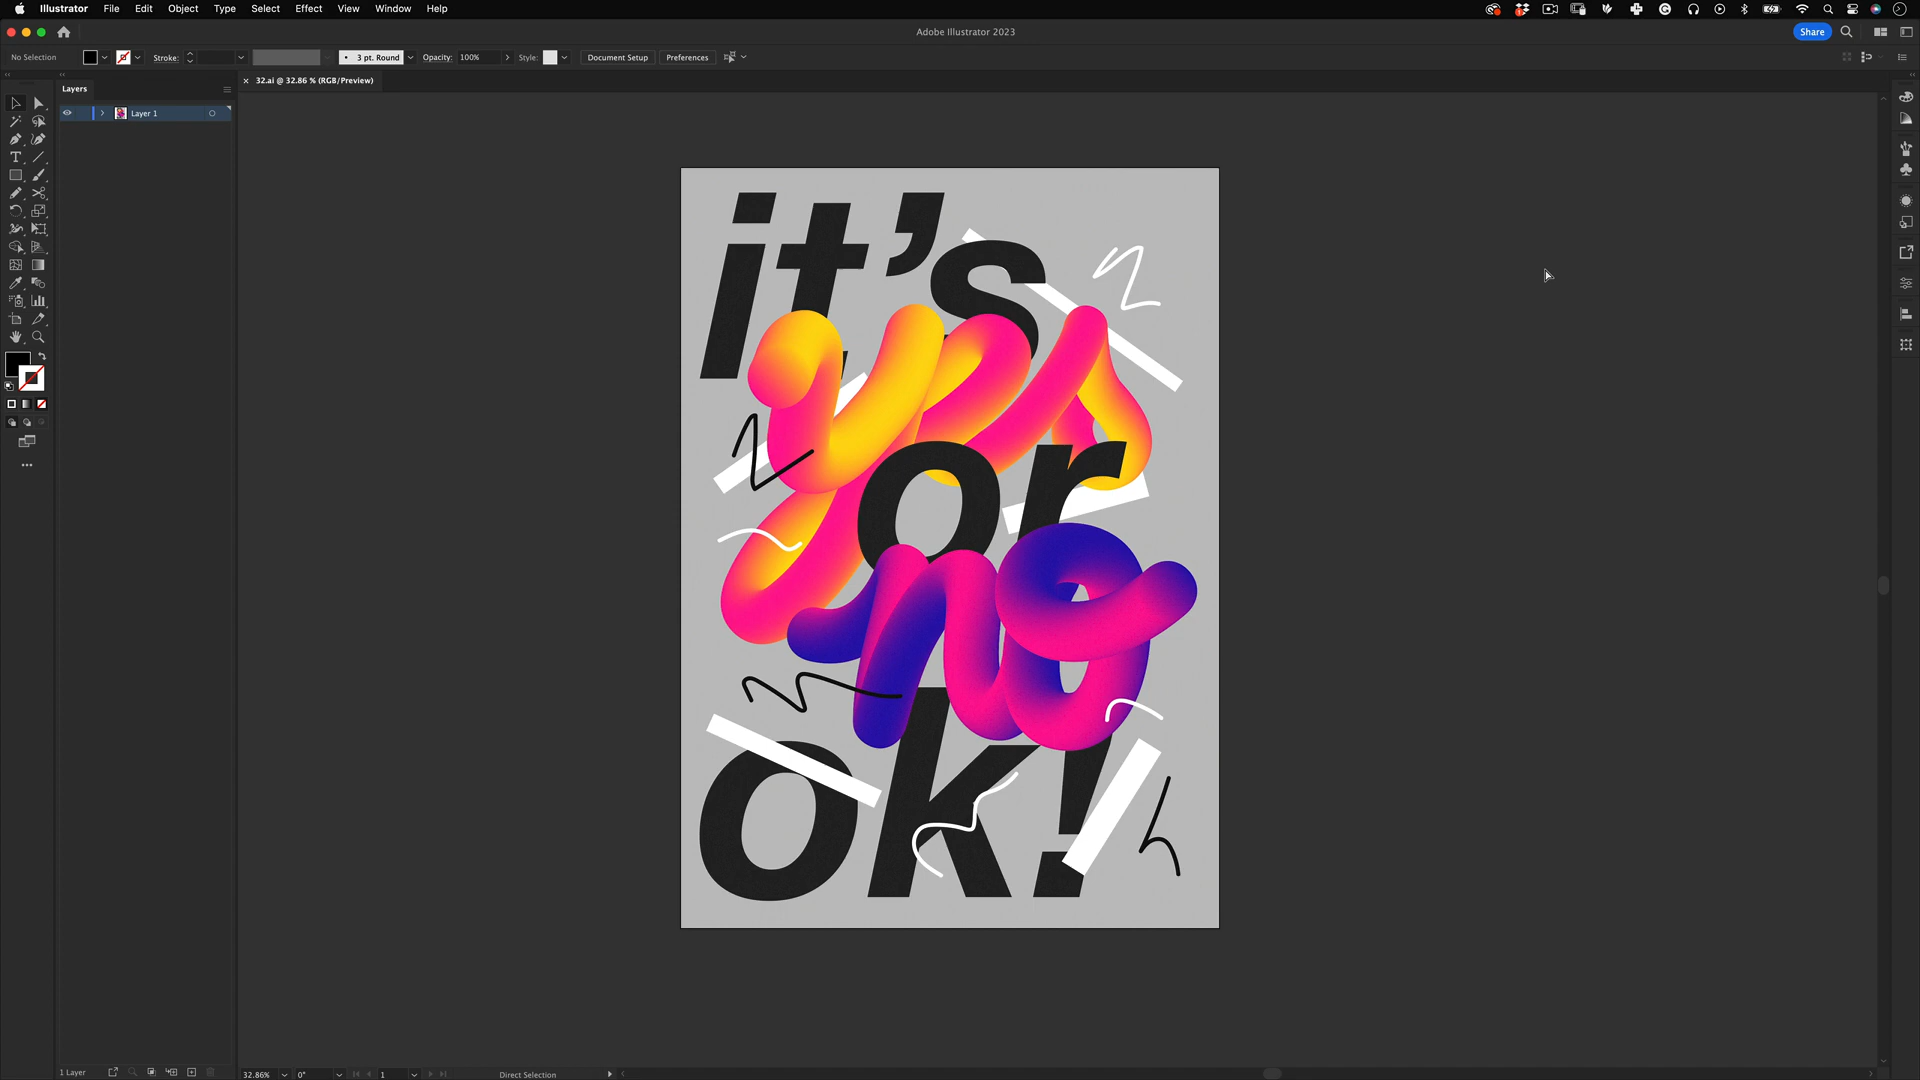 Illustrator File Edit Object Type Select Effect View Window Help
Adobe Illustrator 2023
Share
No Selection Stroke: 3 pt. Round Opacity: 100% Style: Document Setup Preferences
32.ai @ 32.86 % (RGB/Preview)
Layers
Layer 1
it's
yes
or
no
ok!
1 Layer 32.86% 0° 1 Direct Selection